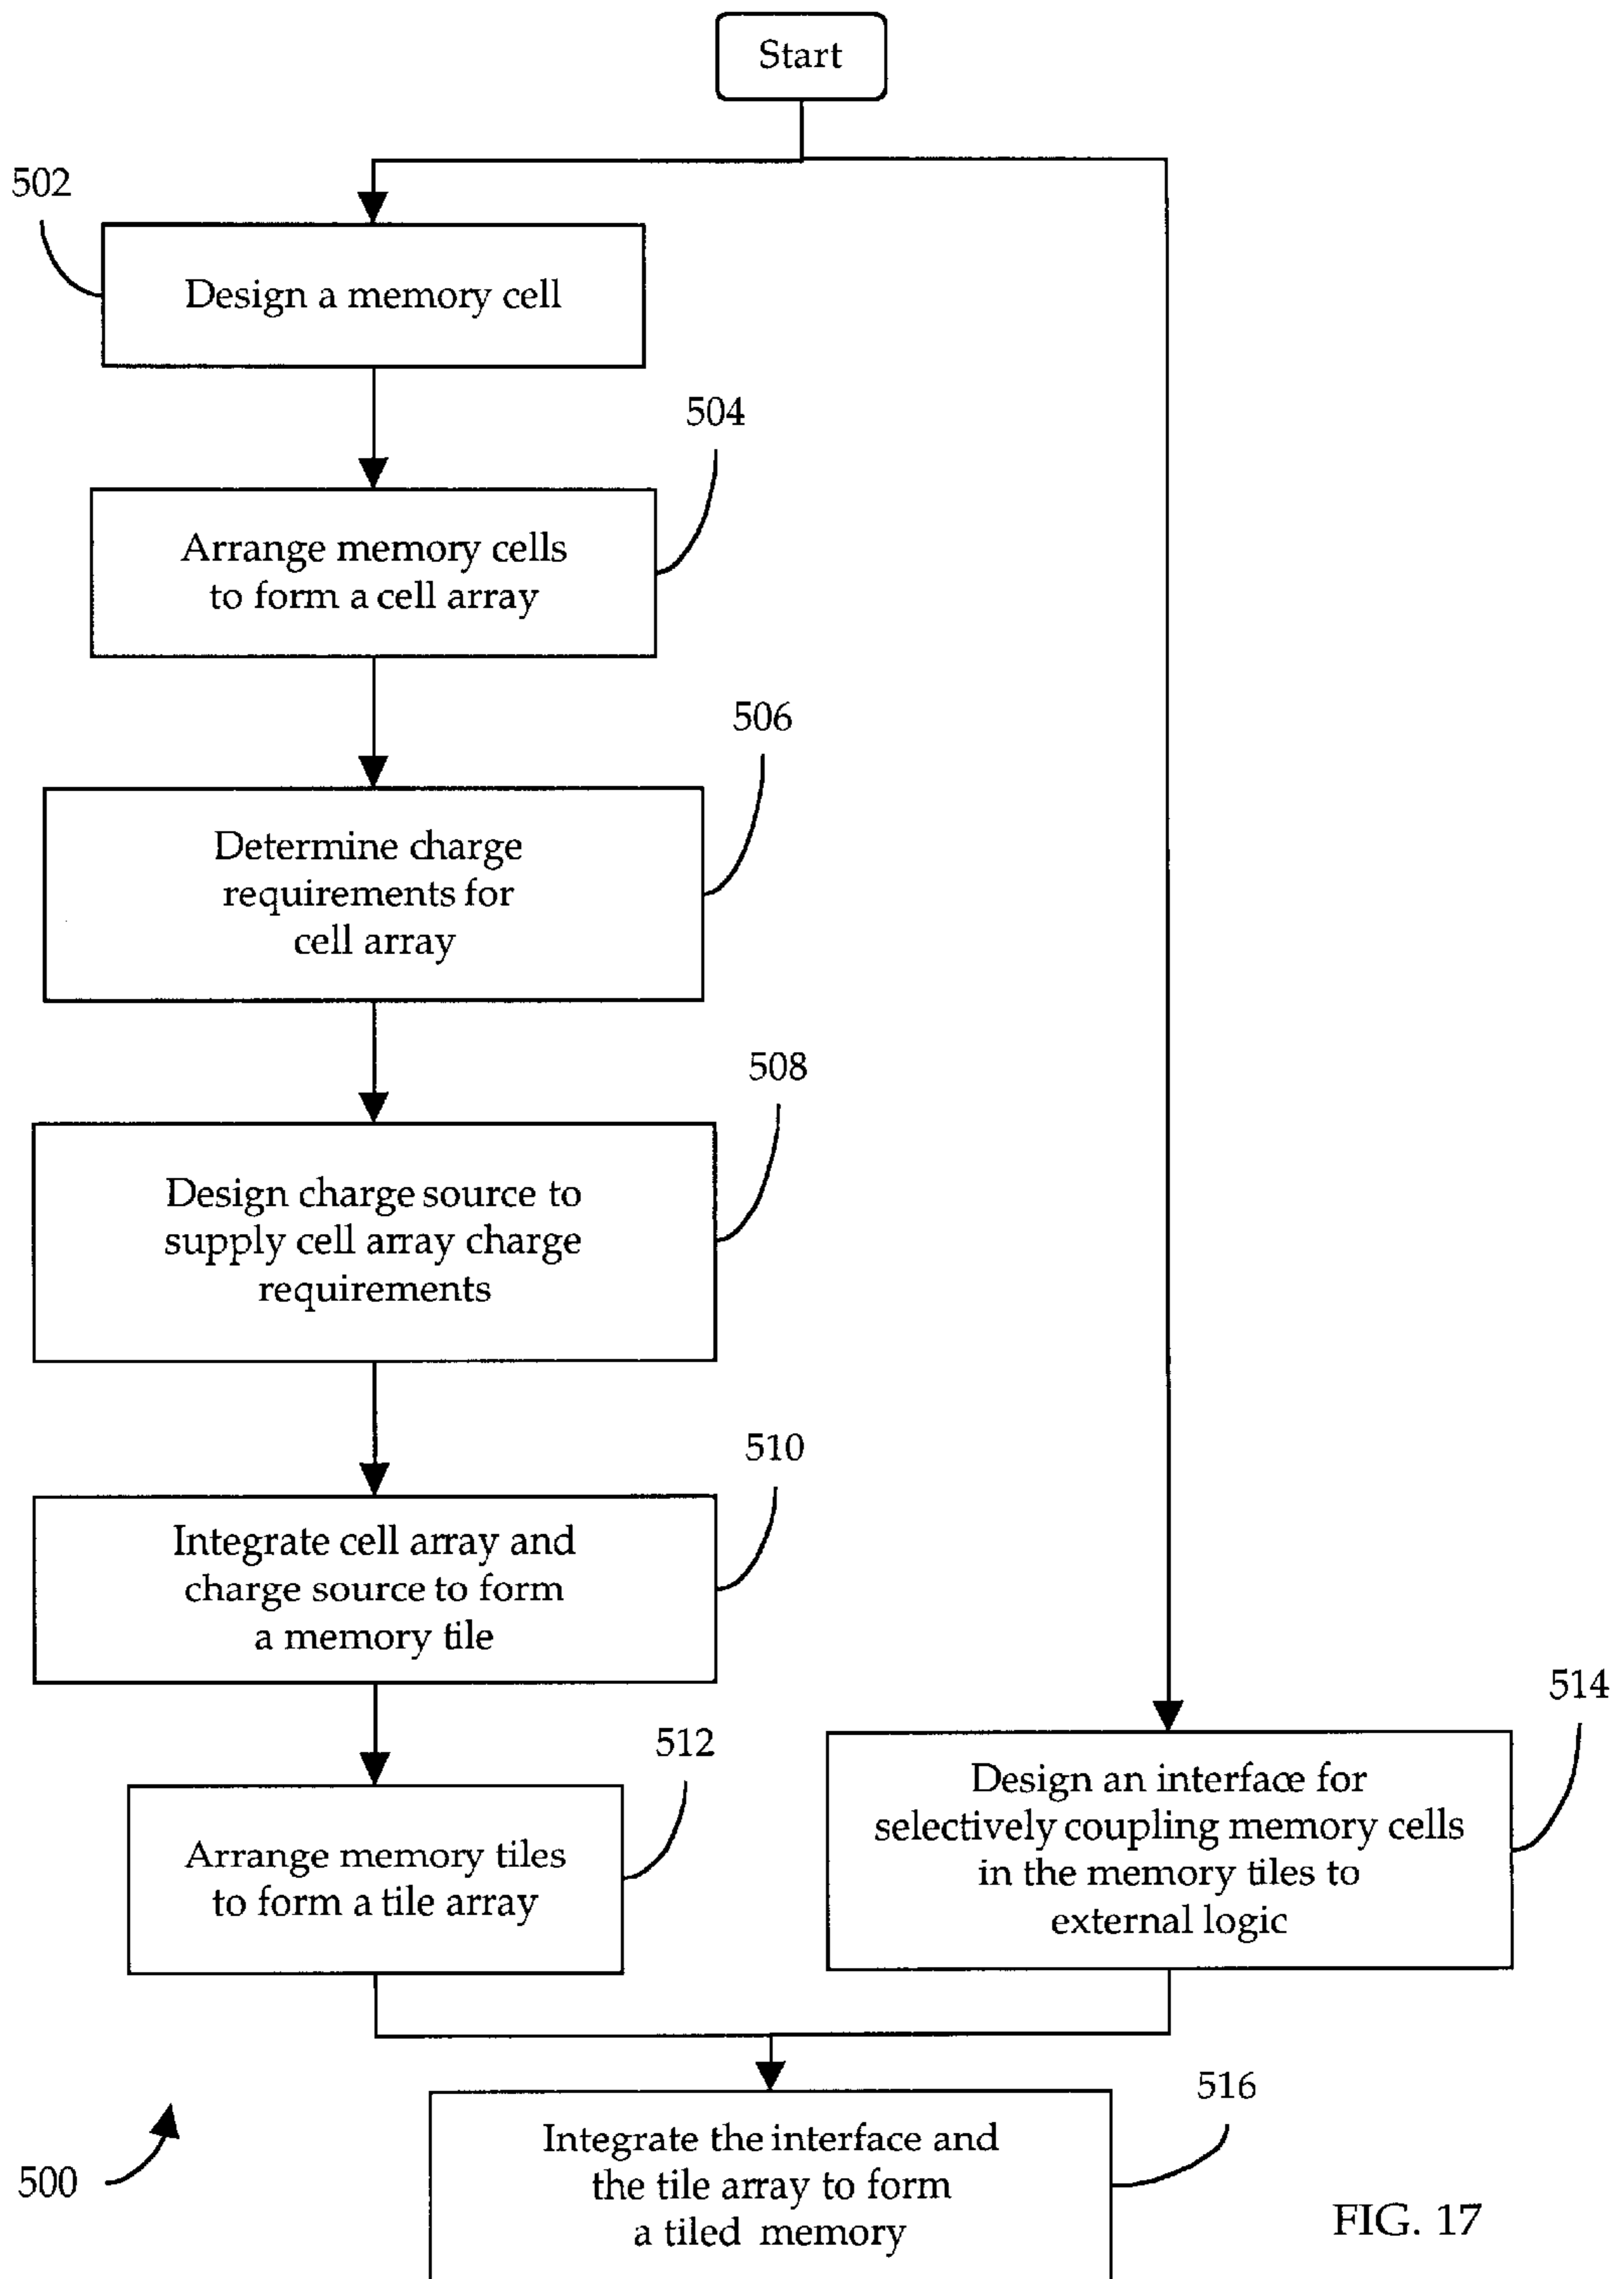 Start
502
Design a memory cell
504
Arrange memory cells
to form a cell array
506
Determine charge
requirements for
cell array
508
Design charge source to
supply cell array charge
requirements
510
Integrate cell array and
charge source to form
a memory tile
512
Arrange memory tiles
to form a tile array
514
Design an interface for
selectively coupling memory cells
in the memory tiles to
external logic
516
Integrate the interface and
the tile array to form
a tiled memory
500
FIG. 17